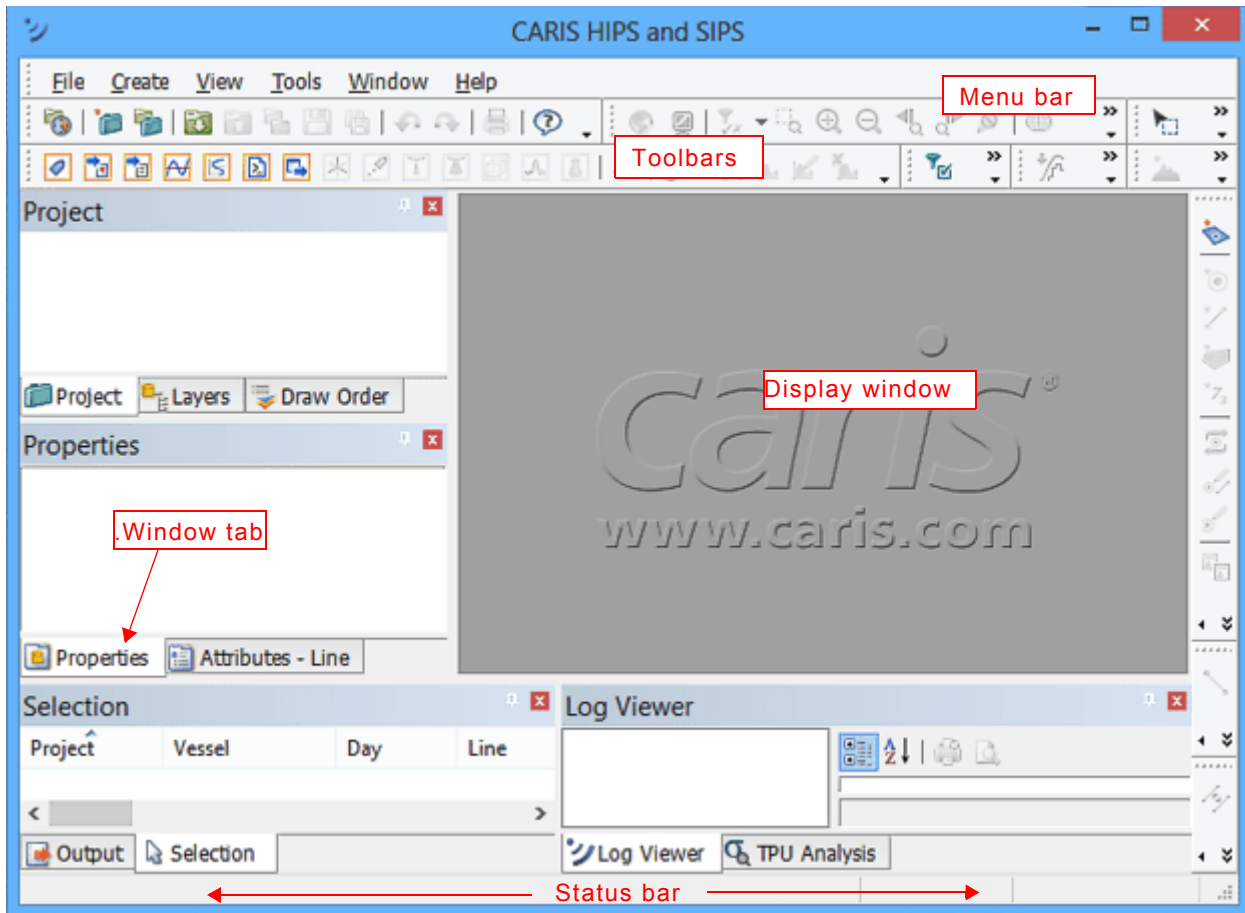 CARIS HIPS and SIPS
File Create View Tools Window Help
Menu bar
Toolbars
Project
Project Layers Draw Order
Properties
.Window tab
Properties Attributes - Line
Display window
caris®
www.caris.com
Selection
Project Vessel Day Line
Output Selection
Log Viewer
Log Viewer TPU Analysis
Status bar